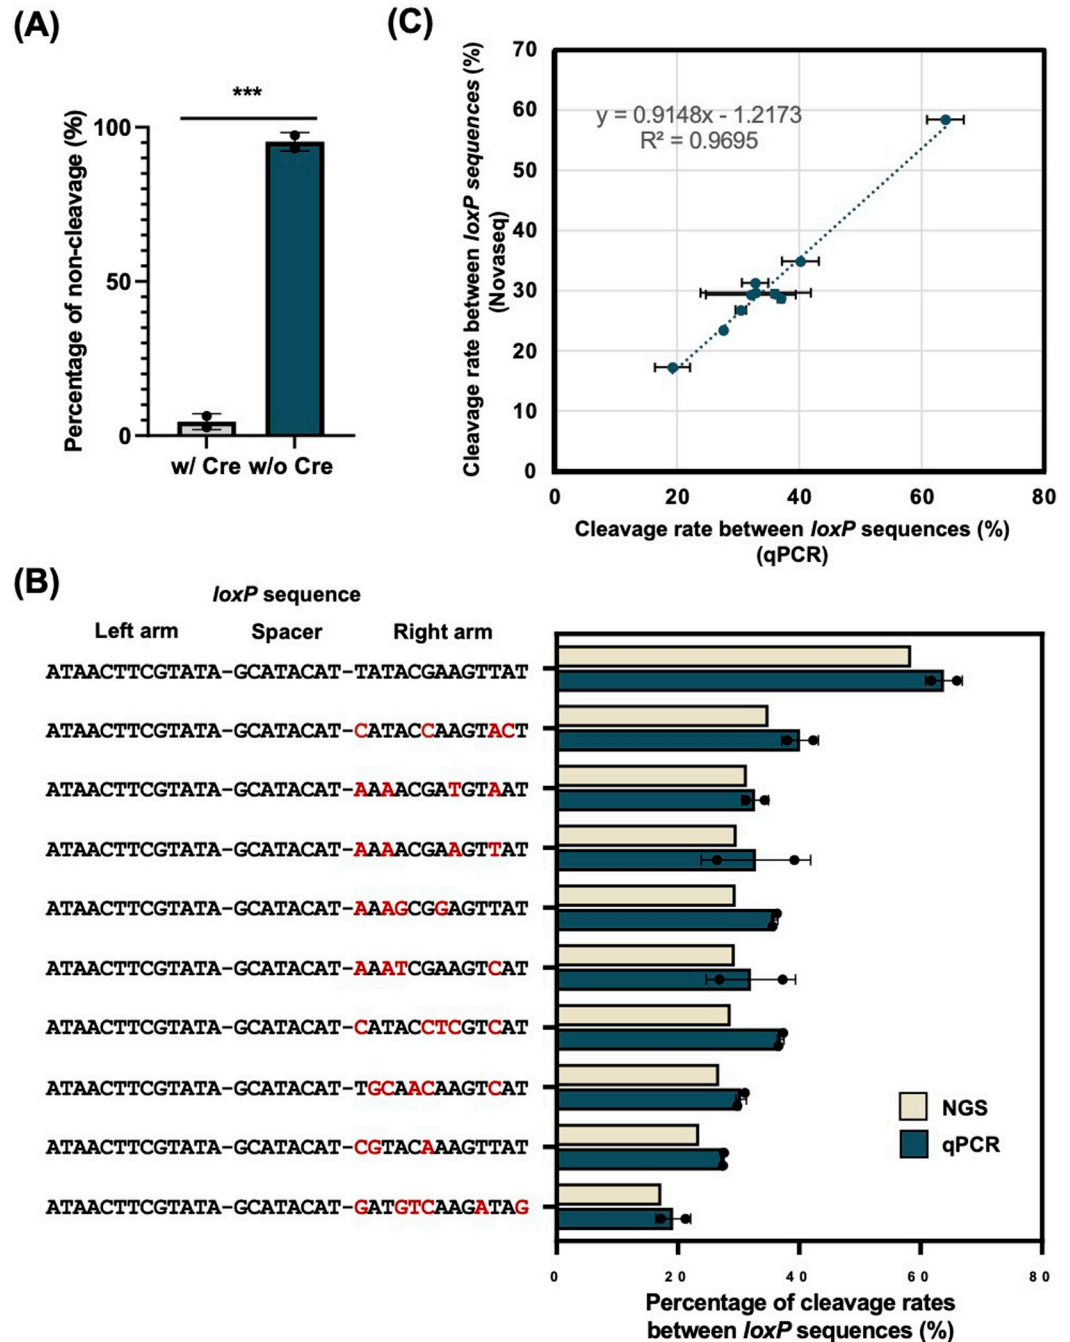 (A)
***
Percentage of non-cleavage (%)
100
50
0
w/ Cre w/o Cre
(C)
Cleavage rate between loxP sequences (%)
(Novaseq)
70
60
50
40
30
20
10
0
y = 0.9148x - 1.2173
R² = 0.9695
0 20 40 60 80
Cleavage rate between loxP sequences (%)
(qPCR)
(B)
loxP sequence
Left arm Spacer Right arm
ATAACTTCGTATA-GCATACAT-TATACGAAGTTAT
ATAACTTCGTATA-GCATACAT-CATACCAAGTACT
ATAACTTCGTATA-GCATACAT-AAAACGATGTAAT
ATAACTTCGTATA-GCATACAT-AAAACGAAGTTAT
ATAACTTCGTATA-GCATACAT-AAAGCGGAGTTAT
ATAACTTCGTATA-GCATACAT-AAATCGAAGTCAT
ATAACTTCGTATA-GCATACAT-CATACCTCGTCAT
ATAACTTCGTATA-GCATACAT-TGCAACAAGTCAT
ATAACTTCGTATA-GCATACAT-CGTACAAAGTTAT
ATAACTTCGTATA-GCATACAT-GATGTCAAGATAG
NGS
qPCR
0 20 40 60 80
Percentage of cleavage rates
between loxP sequences (%)